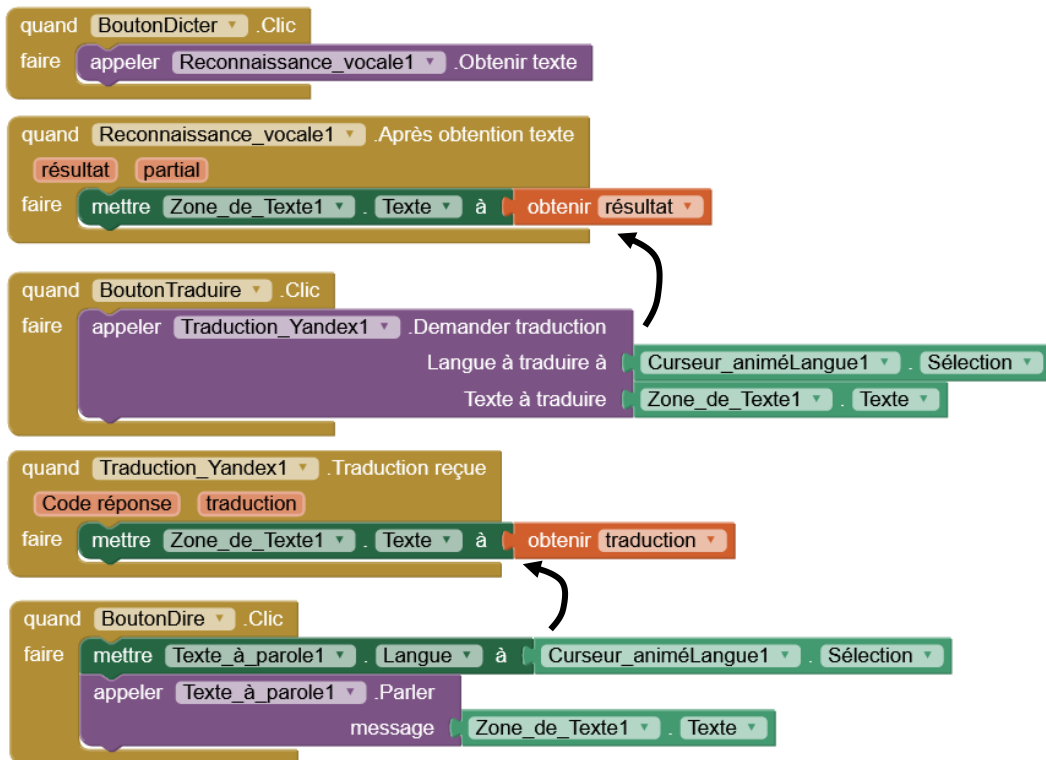 quand BoutonDicter .Clic
faire appeler Reconnaissance_vocale1 .Obtenir texte
quand Reconnaissance_vocale1 .Après obtention texte
résultat partial
faire mettre Zone_de_Texte1 . Texte à obtenir résultat
quand BoutonTraduire .Clic
faire appeler Traduction_Yandex1 .Demander traduction
Langue à traduire à Curseur_animéLangue1 . Sélection
Texte à traduire Zone_de_Texte1 . Texte
quand Traduction_Yandex1 .Traduction reçue
Code réponse traduction
faire mettre Zone_de_Texte1 . Texte à obtenir traduction
quand BoutonDire .Clic
faire mettre Texte_à_parole1 . Langue à Curseur_animéLangue1 . Sélection
appeler Texte_à_parole1 .Parler
message Zone_de_Texte1 . Texte